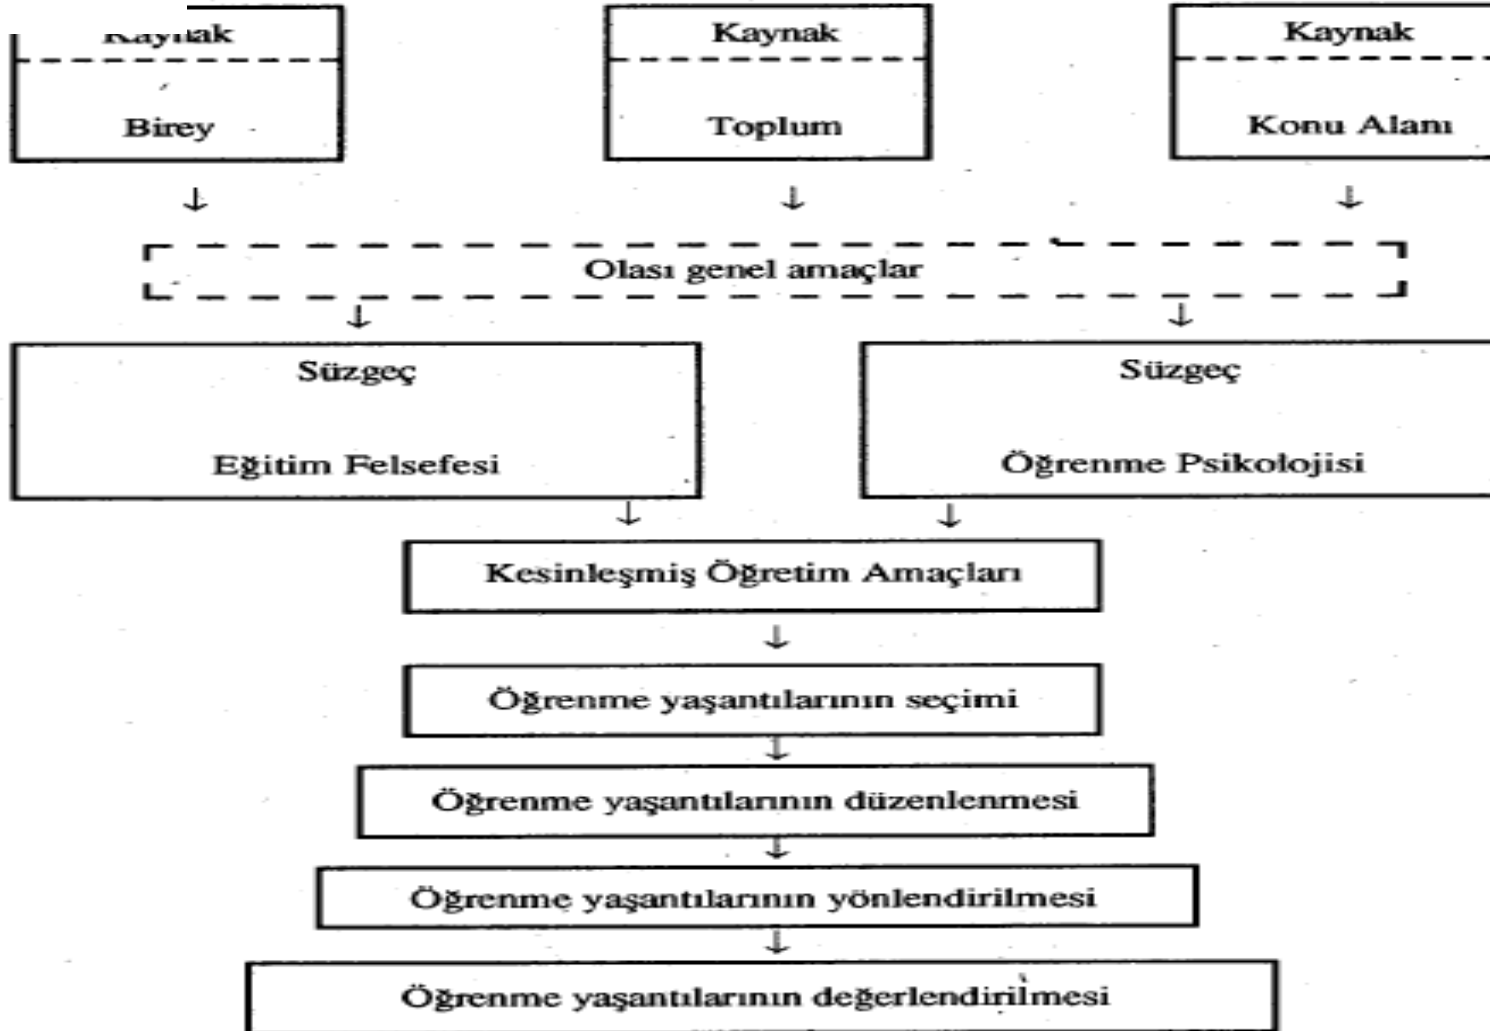 Kaynak
Birey
Kaynak
Toplum
Kaynak
Konu Alanı
Olası genel amaçlar
Süzgeç
Eğitim Felsefesi
Süzgeç
Öğrenme Psikolojisi
Kesinleşmiş Öğretim Amaçları
Öğrenme yaşantılarının seçimi
Öğrenme yaşantılarının düzenlenmesi
Öğrenme yaşantılarının yönlendirilmesi
Öğrenme yaşantılarının değerlendirilmesi